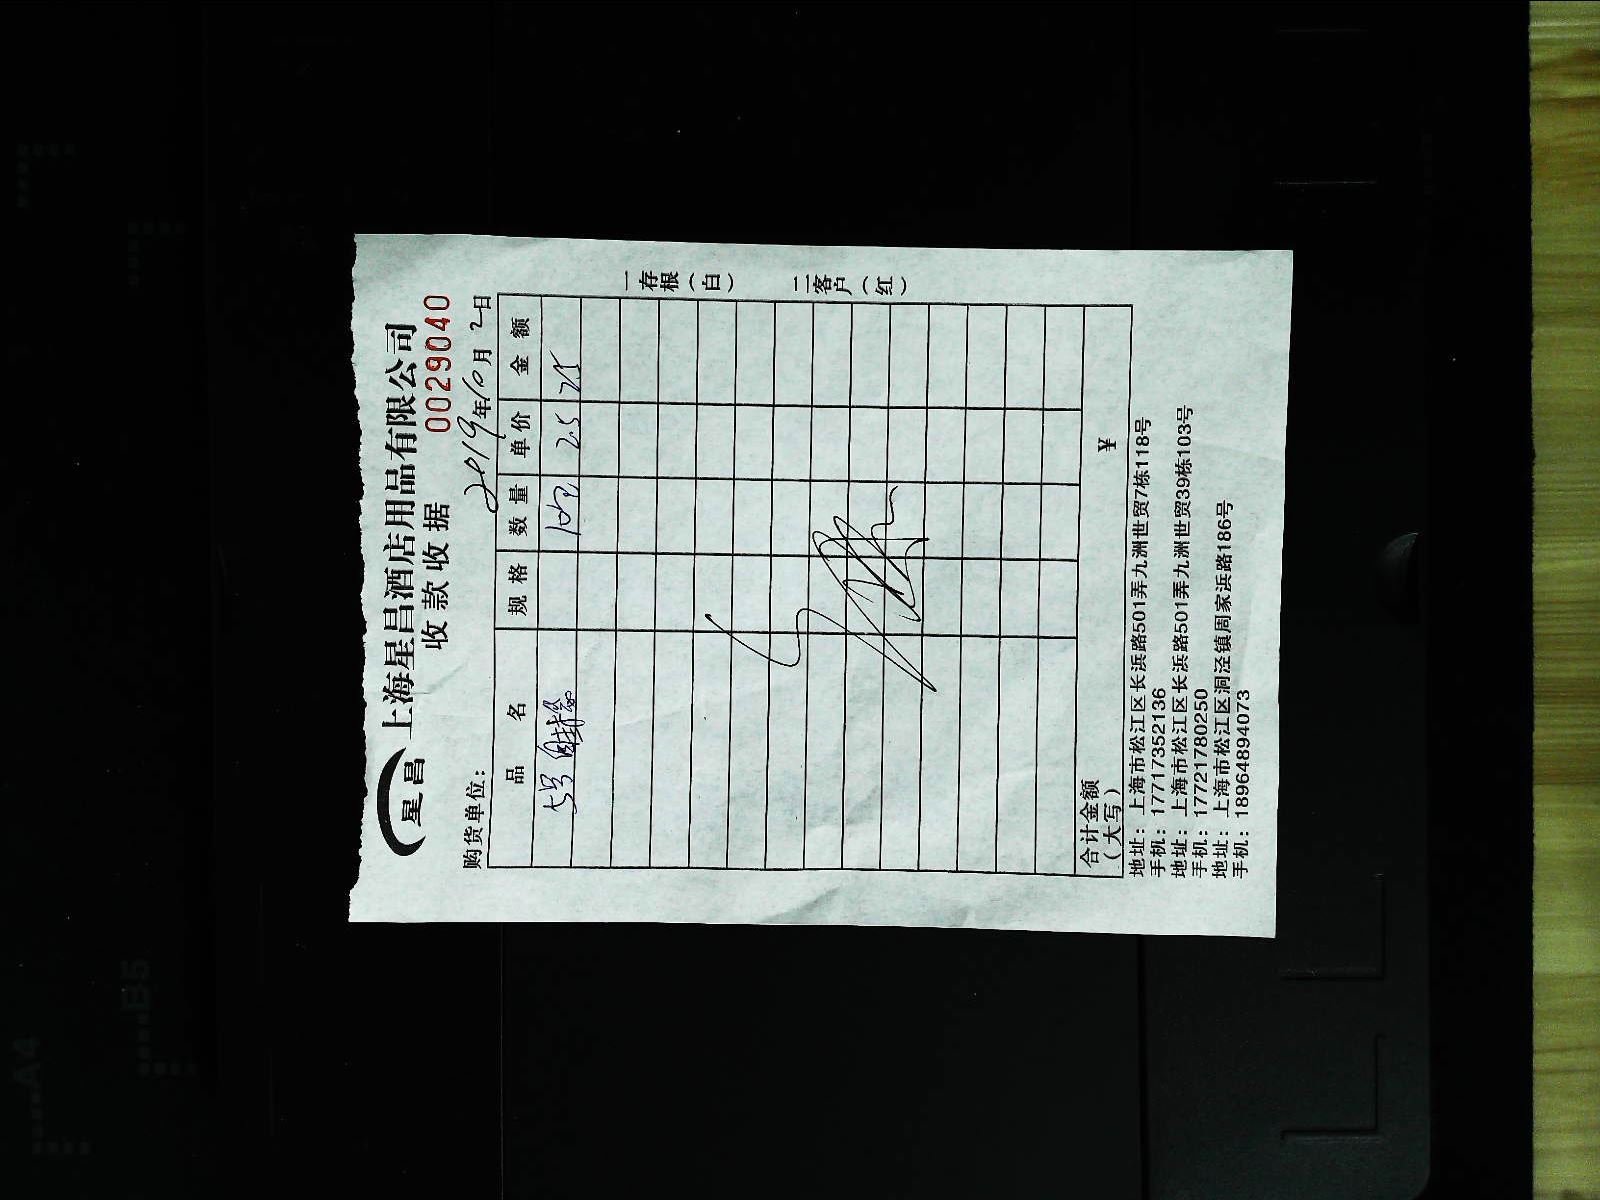 星昌 上海星昌酒店用品有限公司
收款收据 0029040
购货单位: 2019年10月2日
品名 规格 数量 单价 金额
10包 2.5 25
一存根(白)
二客户(红)
合计金额(大写) ¥
地址: 上海市松江区长浜路501弄九洲世贸7栋118号
手机: 17717352136
地址: 上海市松江区长浜路501弄九洲世贸39栋103号
手机: 17721780250
地址: 上海市松江区洞泾镇周家浜路186号
手机: 18964894073
A4
B5